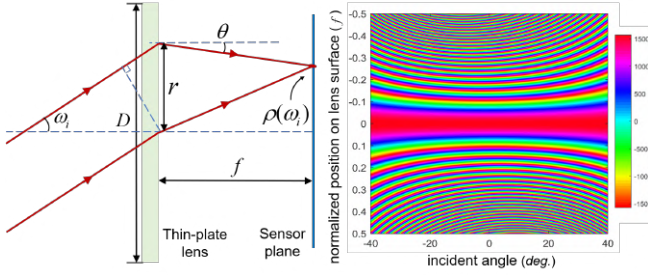 θ
ω_i
D
r
ρ(ω_i)
f
Thin-plate
lens
Sensor
plane
normalized position on lens surface (f)
-0.5
-0.4
-0.3
-0.2
-0.1
0
0.1
0.2
0.3
0.4
0.5
-40
-20
0
20
40
incident angle (deg.)
1500
1000
500
0
-500
-100
-150